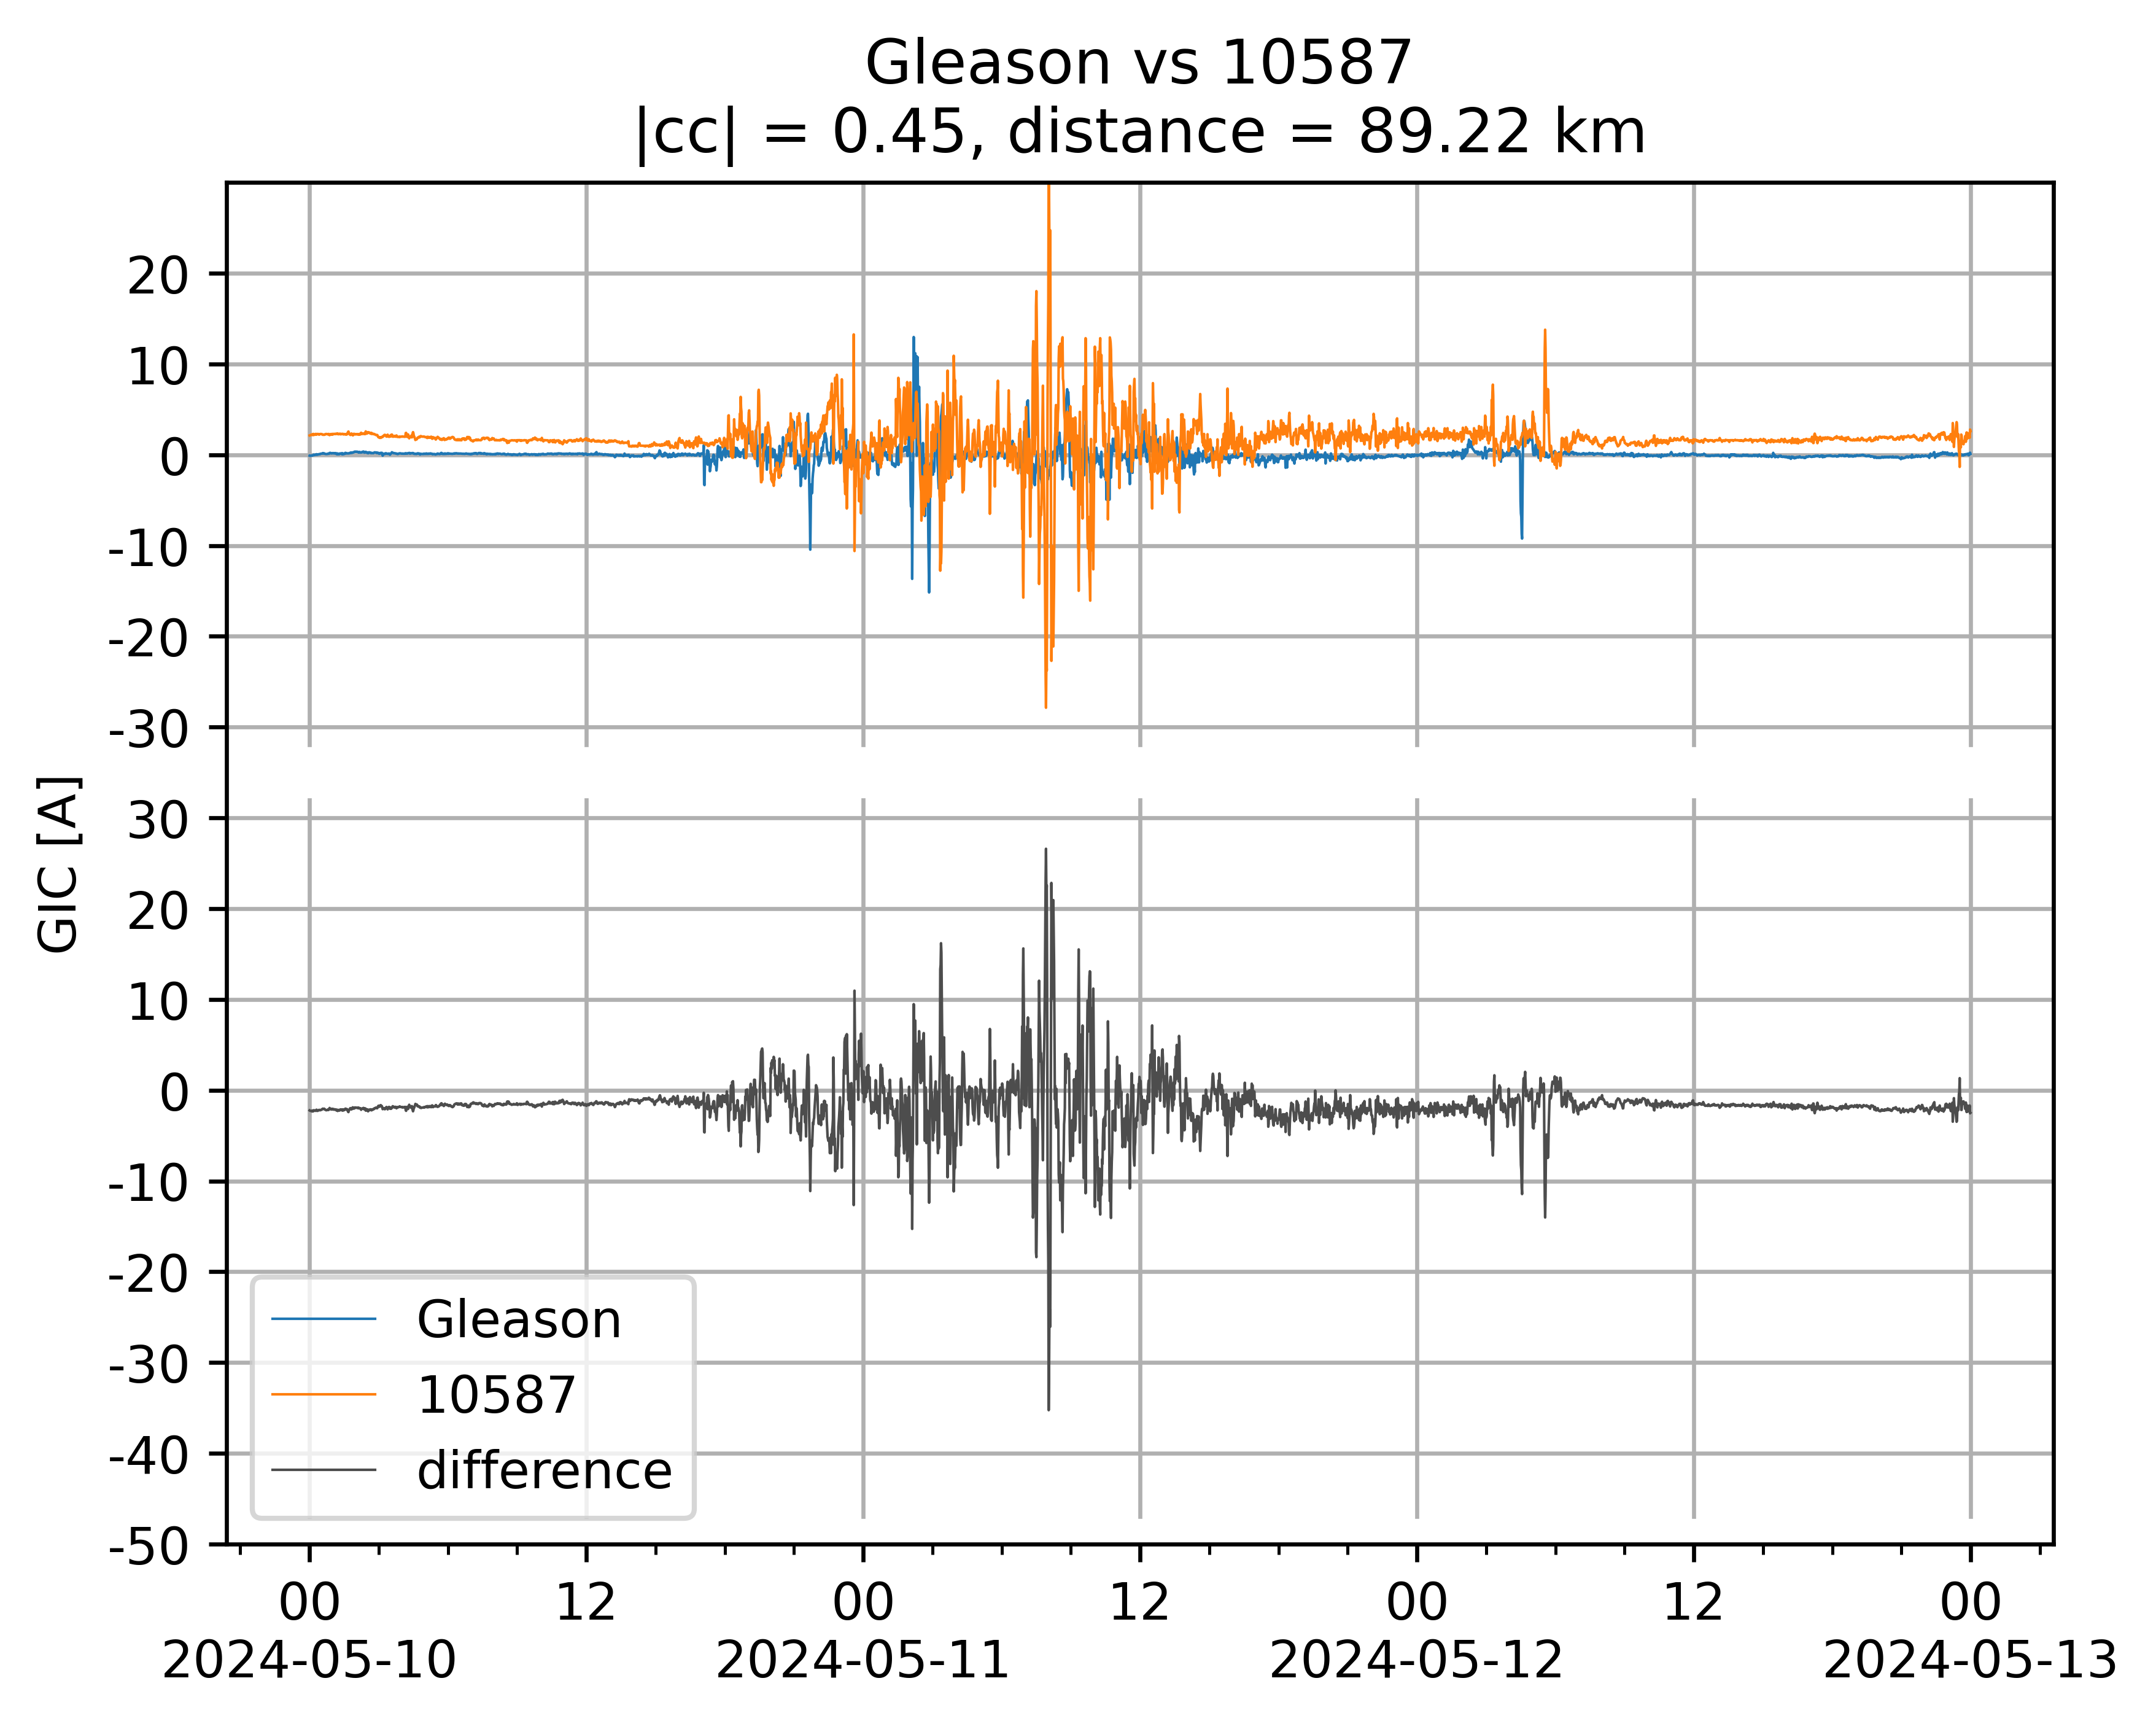 Gleason vs 10587
|cc| = 0.45, distance = 89.22 km
20
10
0
-10
-20
-30
30
20
10
0
-10
-20
-30
-40
-50
GIC [A]
Gleason
10587
difference
00 12 00 12 00 12 00
2024-05-10 2024-05-11 2024-05-12 2024-05-13